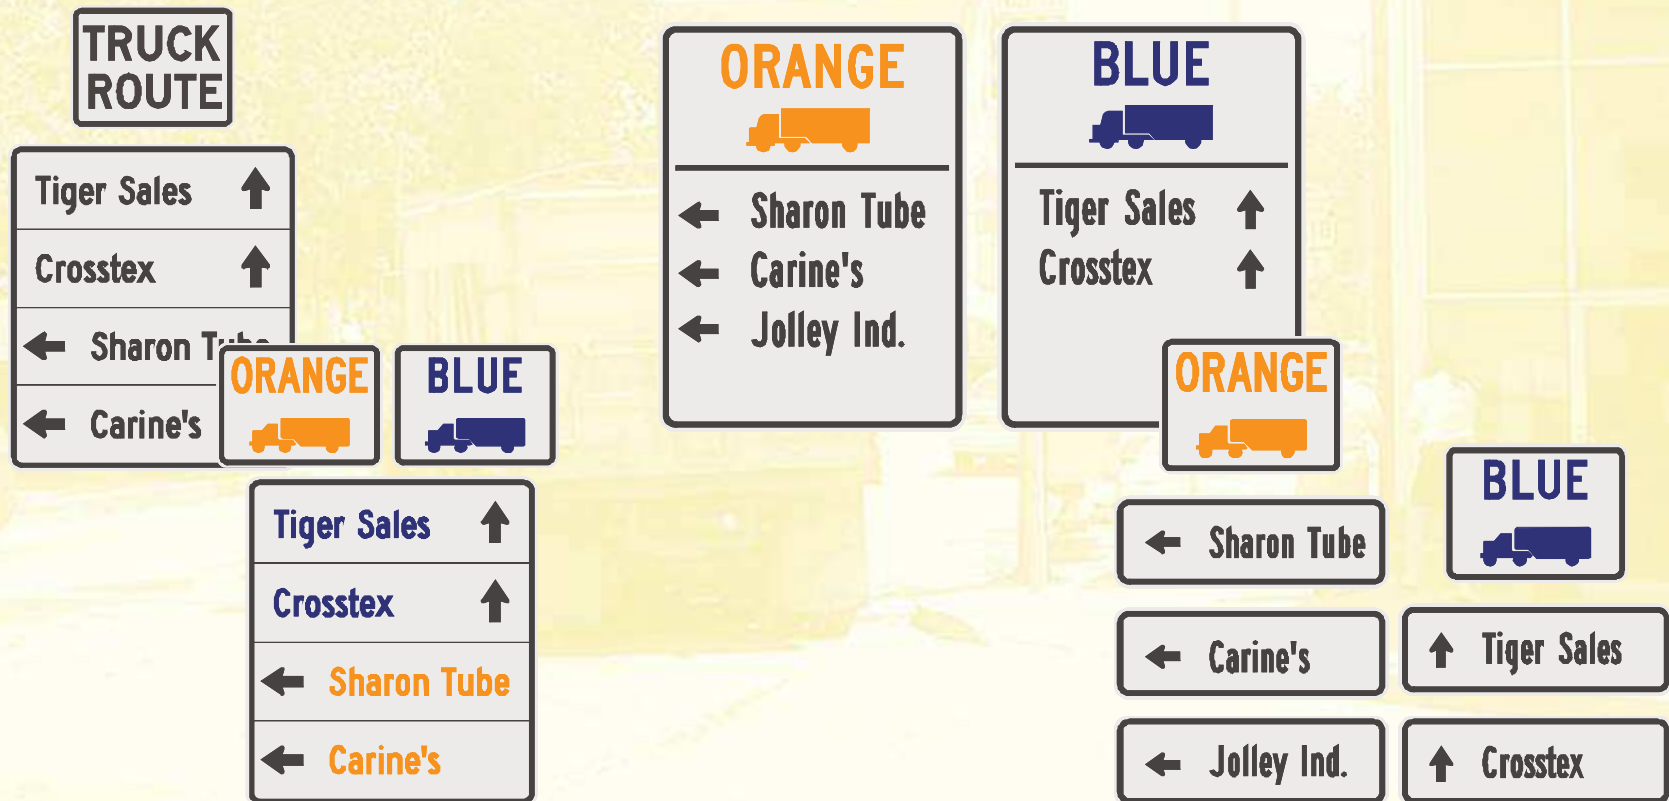 TRUCK
ROUTE
Tiger Sales
Crosstex
Sharon Tube
Carine's
ORANGE
BLUE
Tiger Sales
Crosstex
Sharon Tube
Carine's
ORANGE
Sharon Tube
Carine's
Jolley Ind.
BLUE
Tiger Sales
Crosstex
ORANGE
Sharon Tube
Carine's
Jolley Ind.
BLUE
Tiger Sales
Crosstex